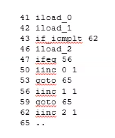 41 iload_0
42 iload_1
43 if_icmplt 62
46 iload_2
47 ifeq 56
50 iinc 0 1
53 goto 65
56 iinc 1 1
59 goto 65
62 iinc 2 1
65 ..